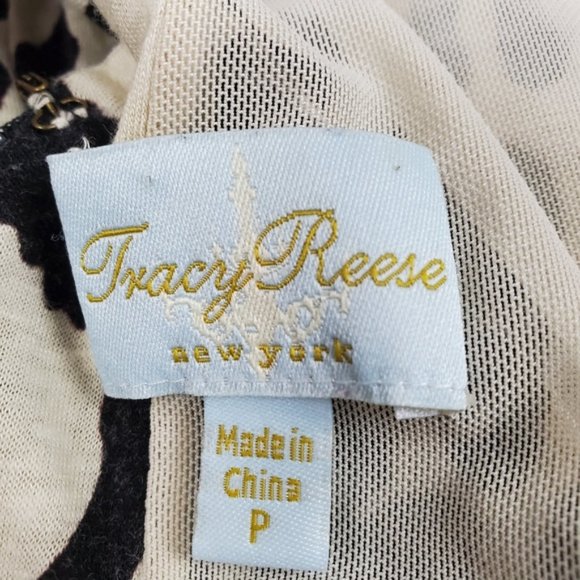 Tracy Reese
new york
Made in
China
P